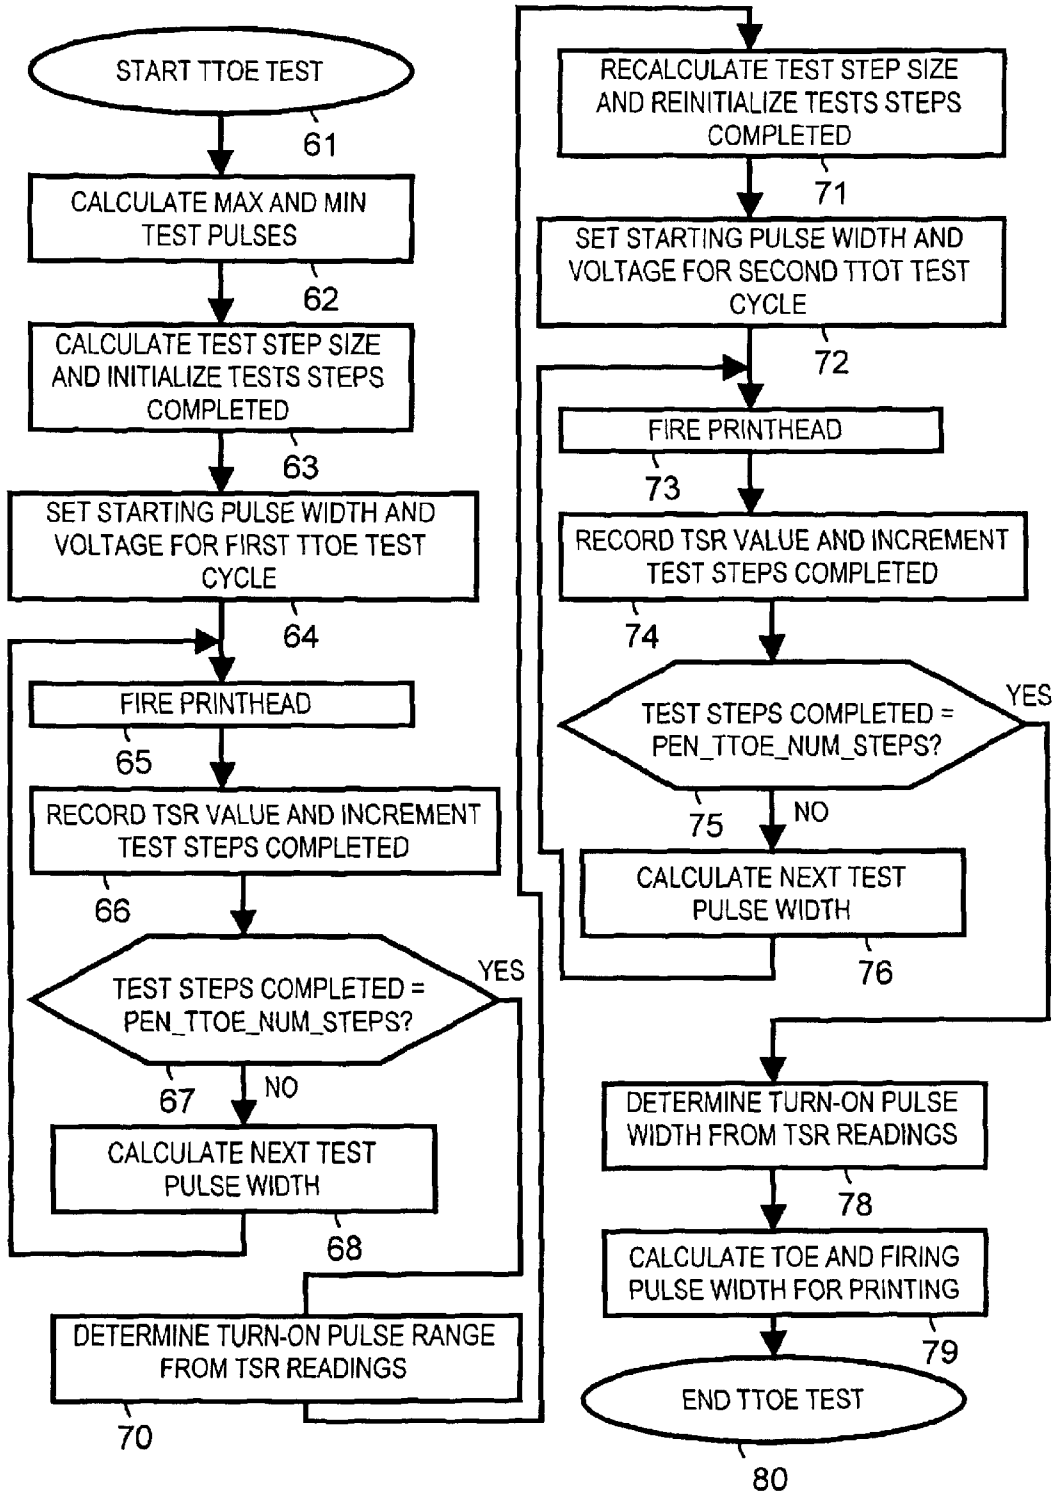 START TTOE TEST
61
CALCULATE MAX AND MIN
TEST PULSES
62
CALCULATE TEST STEP SIZE
AND INITIALIZE TESTS STEPS
COMPLETED
63
SET STARTING PULSE WIDTH AND
VOLTAGE FOR FIRST TTOE TEST
CYCLE
64
FIRE PRINTHEAD
65
RECORD TSR VALUE AND INCREMENT
TEST STEPS COMPLETED
66
TEST STEPS COMPLETED =
PEN_TTOE_NUM_STEPS?
YES
67
NO
CALCULATE NEXT TEST
PULSE WIDTH
68
DETERMINE TURN-ON PULSE RANGE
FROM TSR READINGS
70
RECALCULATE TEST STEP SIZE
AND REINITIALIZE TESTS STEPS
COMPLETED
71
SET STARTING PULSE WIDTH AND
VOLTAGE FOR SECOND TTOT TEST
CYCLE
72
FIRE PRINTHEAD
73
RECORD TSR VALUE AND INCREMENT
TEST STEPS COMPLETED
74
TEST STEPS COMPLETED =
PEN_TTOE_NUM_STEPS?
YES
75
NO
CALCULATE NEXT TEST
PULSE WIDTH
76
DETERMINE TURN-ON PULSE
WIDTH FROM TSR READINGS
78
CALCULATE TOE AND FIRING
PULSE WIDTH FOR PRINTING
79
END TTOE TEST
80